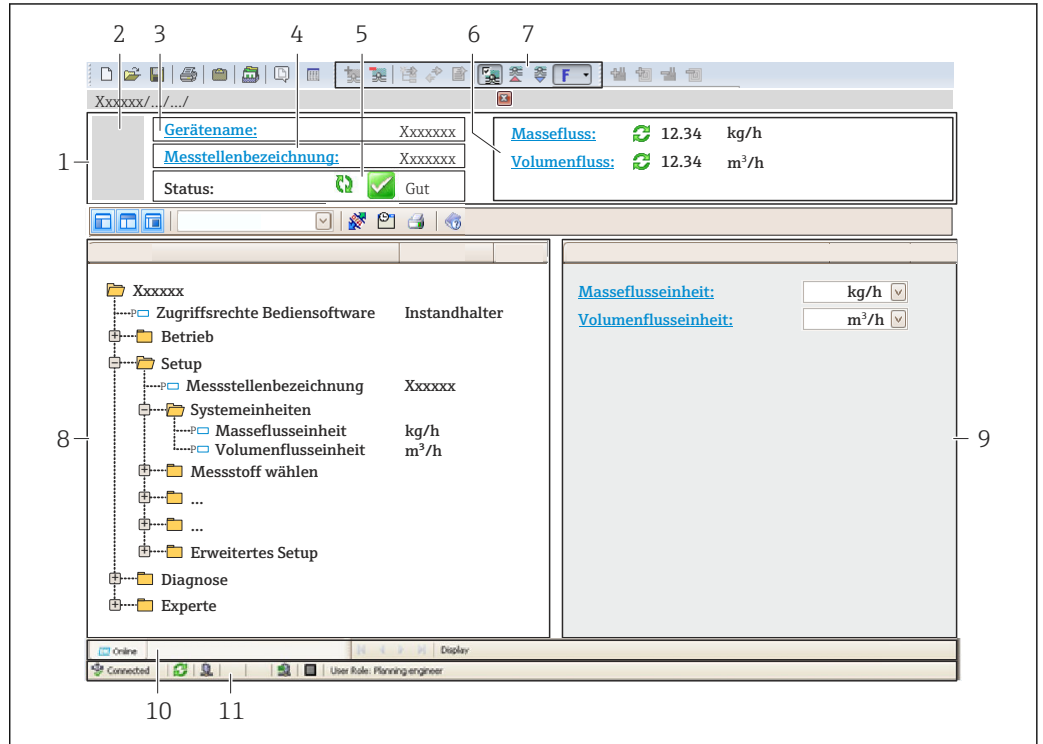 2 3 4 5 6 7
F
Xxxxxx/.../.../
1
Gerätename: Xxxxxxx
Messtellenbezeichnung: Xxxxxxx
Status: Gut
Massefluss: 12.34 kg/h
Volumenfluss: 12.34 m³/h
8
Xxxxxx
P Zugriffsrechte Bediensoftware Instandhalter
Betrieb
Setup
P Messstellenbezeichnung Xxxxxx
Systemeinheiten
P Masseflusseinheit kg/h
P Volumenflusseinheit m³/h
Messstoff wählen
...
...
Erweitertes Setup
Diagnose
Experte
Masseflusseinheit: kg/h
Volumenflusseinheit: m³/h
9
Online Display
Connected User Role: Planning engineer
10 11